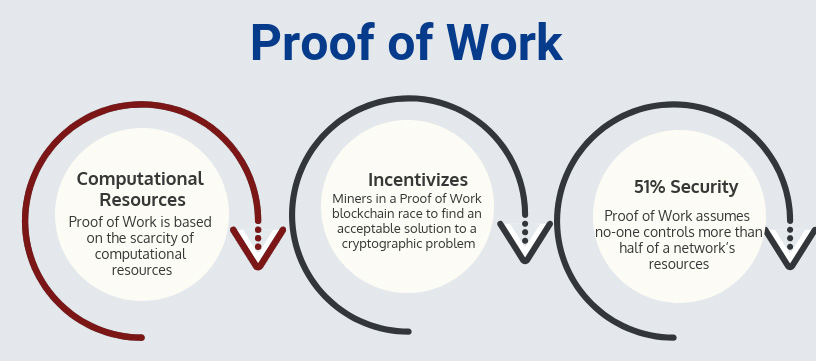 Proof of Work
Computational
Resources
Proof of Work is based
on the scarcity of
computational
resources
Incentivizes
Miners in a Proof of Work
blockchain race to find an
acceptable solution to a
cryptographic problem
51% Security
Proof of Work assumes
no-one controls more than
half of a network's
resources